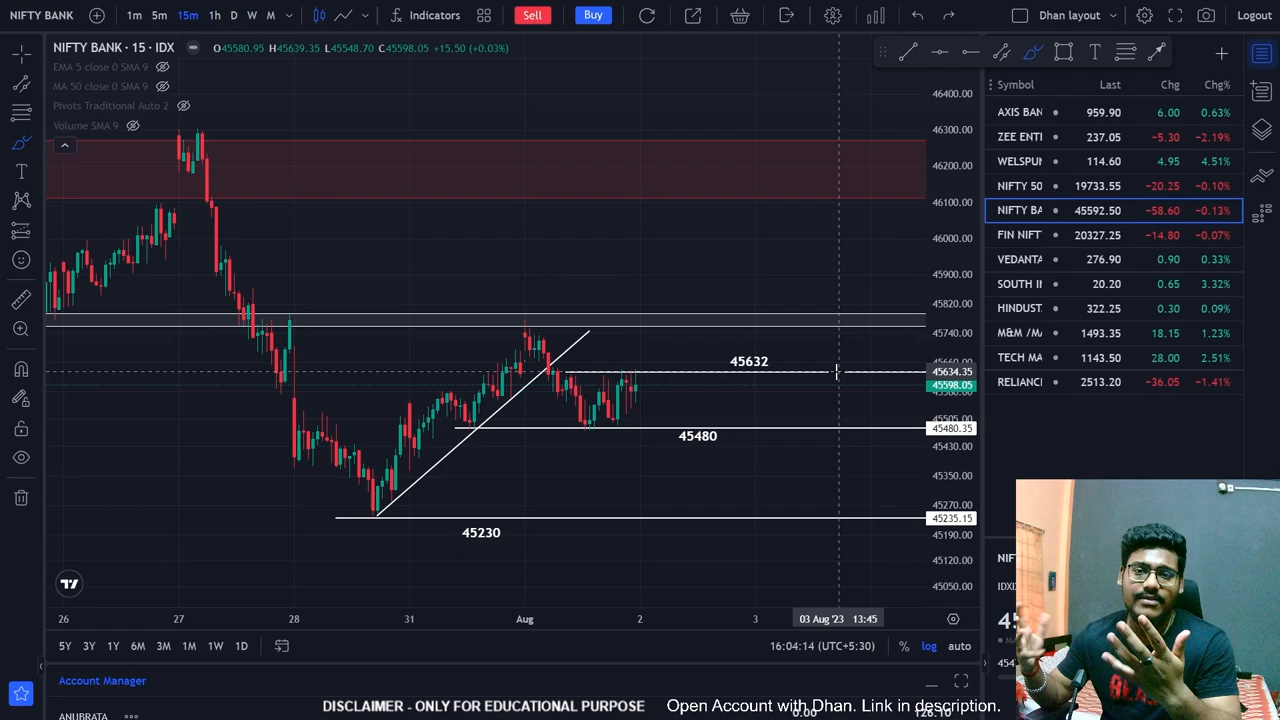 NIFTY BANK 1m 5m 15m 1h D W M Indicators Sell Buy Dhan layout Logout
NIFTY BANK · 15 · IDX O45580.95 H45639.35 L45548.70 C45598.05 +15.50 (+0.03%)
EMA 5 close 0 SMA 9
MA 50 close 0 SMA 9
Pivots Traditional Auto 2
Volume SMA 9
46400.00
46300.00
46200.00
46100.00
46000.00
45900.00
45820.00
45740.00
45660.00
45634.35
45598.05
45505.00
45480.35
45430.00
45350.00
45270.00
45235.15
45190.00
45120.00
45050.00
45632
45480
45230
26 27 28 31 Aug 2 3 03 Aug '23 13:45
5Y 3Y 1Y 6M 3M 1M 1W 1D 16:04:14 (UTC+5:30) % log auto
Account Manager
ANUBRATA
0.00
126.10
Symbol Last Chg Chg%
AXIS BAN 959.90 6.00 0.63%
ZEE ENTI 237.05 −5.30 −2.19%
WELSPUN 114.60 4.95 4.51%
NIFTY 50 19733.55 −20.25 −0.10%
NIFTY BA 45592.50 −58.60 −0.13%
FIN NIFT 20327.25 −14.80 −0.07%
VEDANTA 276.90 0.90 0.33%
SOUTH IN 20.20 0.65 3.32%
HINDUST. 322.25 0.30 0.09%
M&M /MA 1493.35 18.15 1.23%
TECH MA 1143.50 28.00 2.51%
RELIANCI 2513.20 −36.05 −1.41%
DISCLAIMER - ONLY FOR EDUCATIONAL PURPOSE
Open Account with Dhan. Link in description.